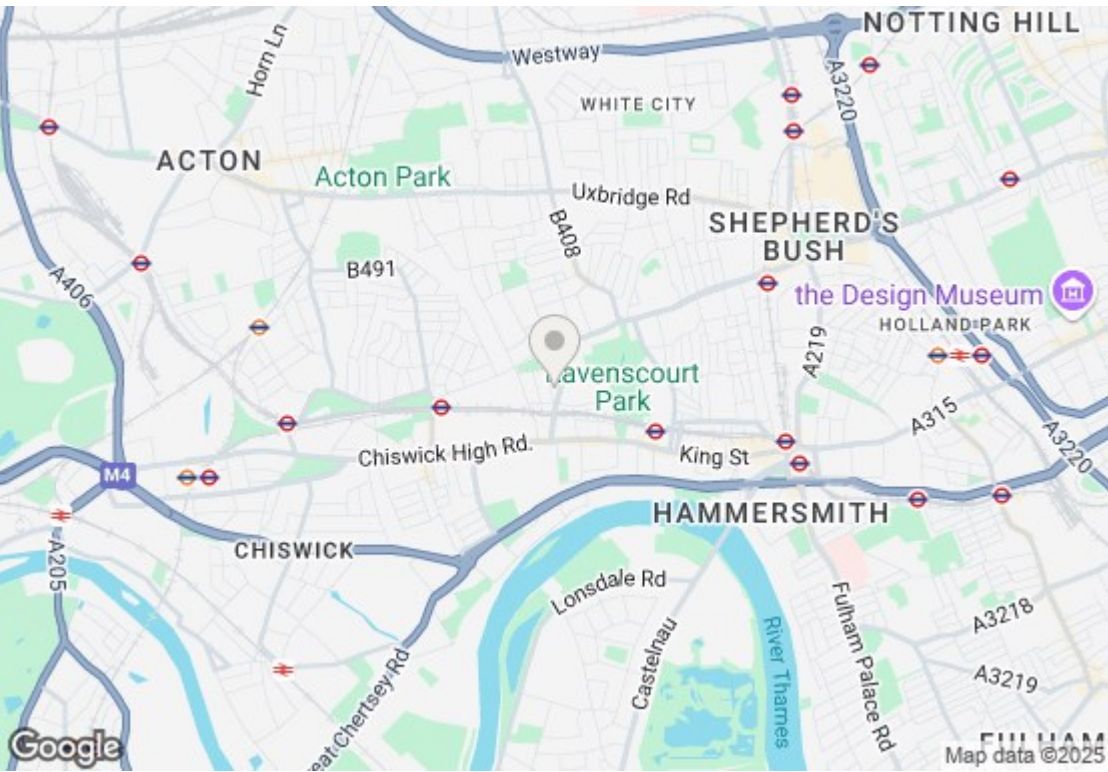 NOTTING HILL
Horn Ln
Westway
A3220
WHITE CITY
ACTON
Acton Park
Uxbridge Rd
B408
SHEPHERD'S
BUSH
B491
A406
the Design Museum
HOLLAND PARK
A219
Ravenscourt
Park
A315
Chiswick High Rd.
King St
A3220
M4
HAMMERSMITH
CHISWICK
A205
Lonsdale Rd
A3218
Castelnau
River Thames
Fulham Palace Rd
A3219
Great Chertsey Rd
FULHAM
Google
Map data ©2025